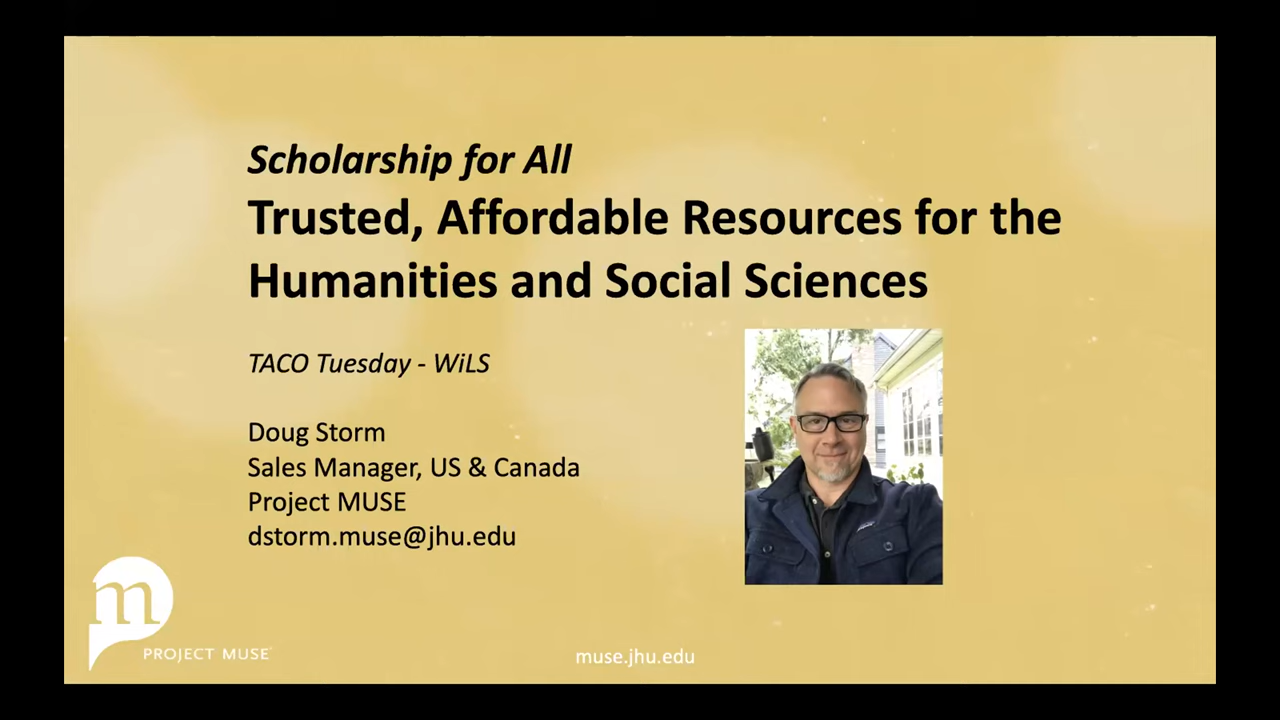 Scholarship for All
Trusted, Affordable Resources for the
Humanities and Social Sciences
TACO Tuesday - WiLS
Doug Storm
Sales Manager, US & Canada
Project MUSE
dstorm.muse@jhu.edu
m
PROJECT MUSE
muse.jhu.edu